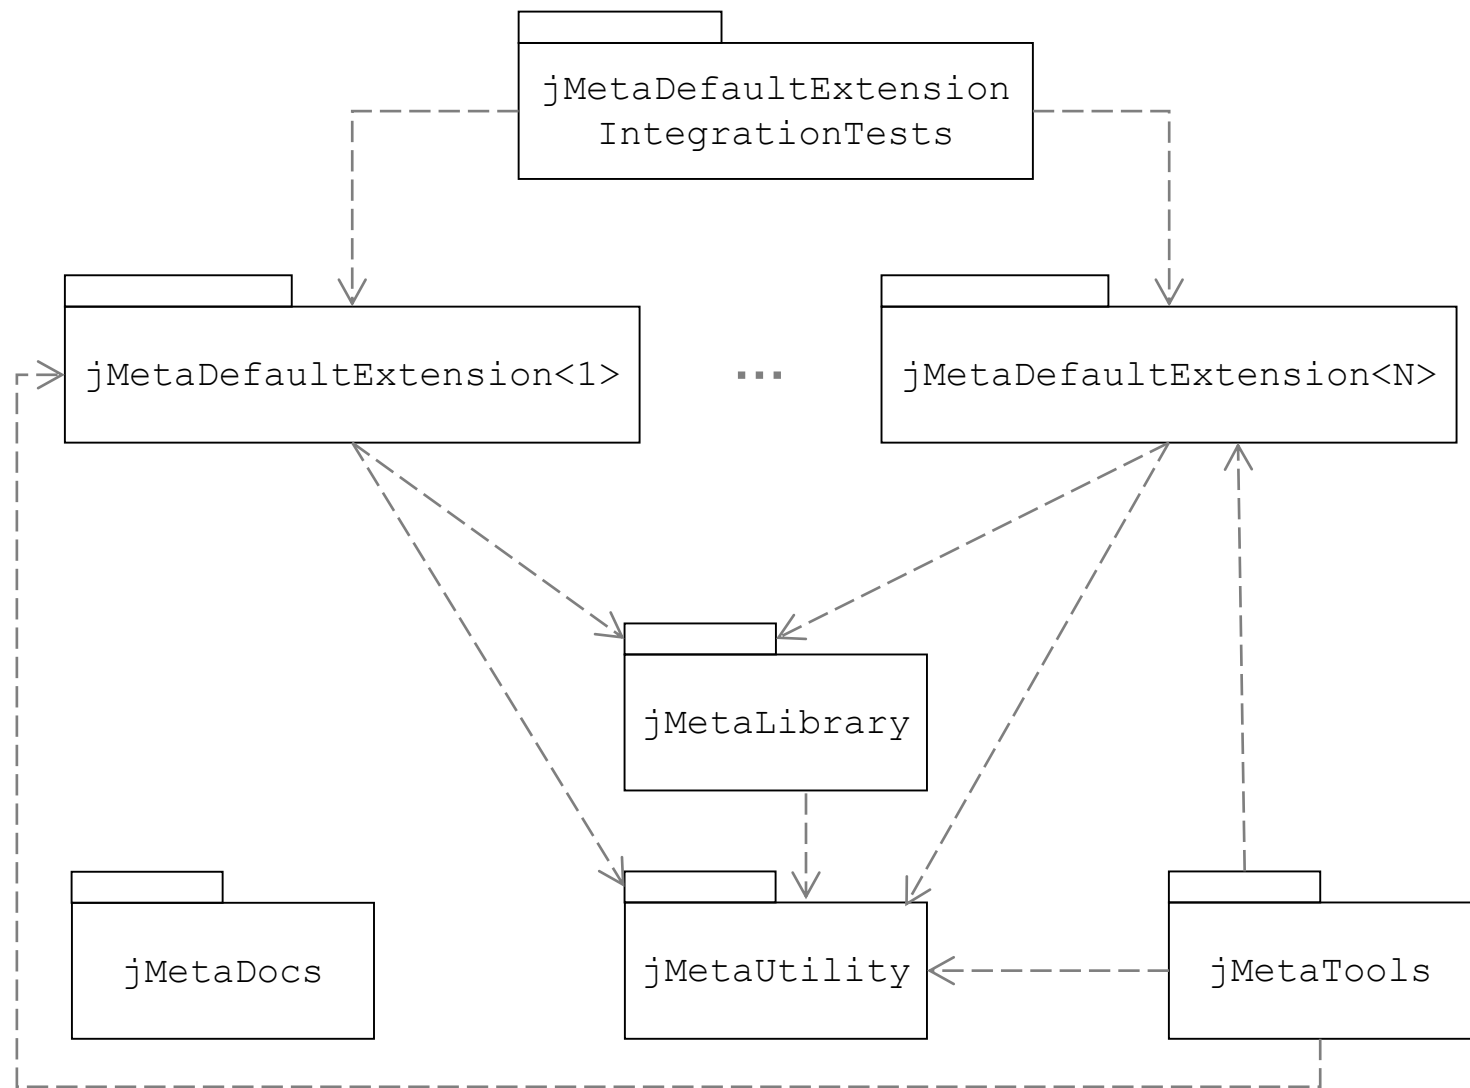 jMetaDefaultExtension
IntegrationTests
jMetaDefaultExtension<1>
...
jMetaDefaultExtension<N>
jMetaLibrary
jMetaDocs
jMetaUtility
jMetaTools